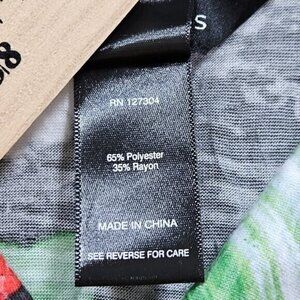 S
RN 127304
65% Polyester
35% Rayon
MADE IN CHINA
SEE REVERSE FOR CARE